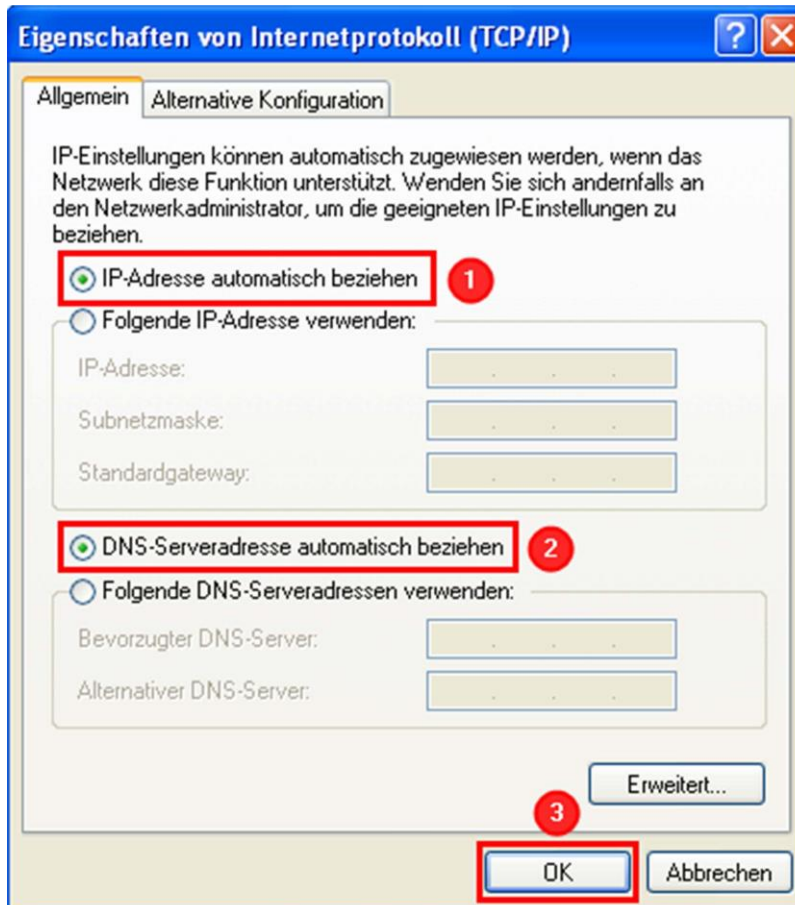 Eigenschaften von Internetprotokoll (TCP/IP)
?
Allgemein
Alternative Konfiguration
IP-Einstellungen können automatisch zugewiesen werden, wenn das
Netzwerk diese Funktion unterstützt. Wenden Sie sich andernfalls an
den Netzwerkadministrator, um die geeigneten IP-Einstellungen zu
beziehen.
IP-Adresse automatisch beziehen
1
Folgende IP-Adresse verwenden:
IP-Adresse:
Subnetzmaske:
Standardgateway:
DNS-Serveradresse automatisch beziehen
2
Folgende DNS-Serveradressen verwenden:
Bevorzugter DNS-Server:
Alternativer DNS-Server:
Erweitert...
3
OK
Abbrechen